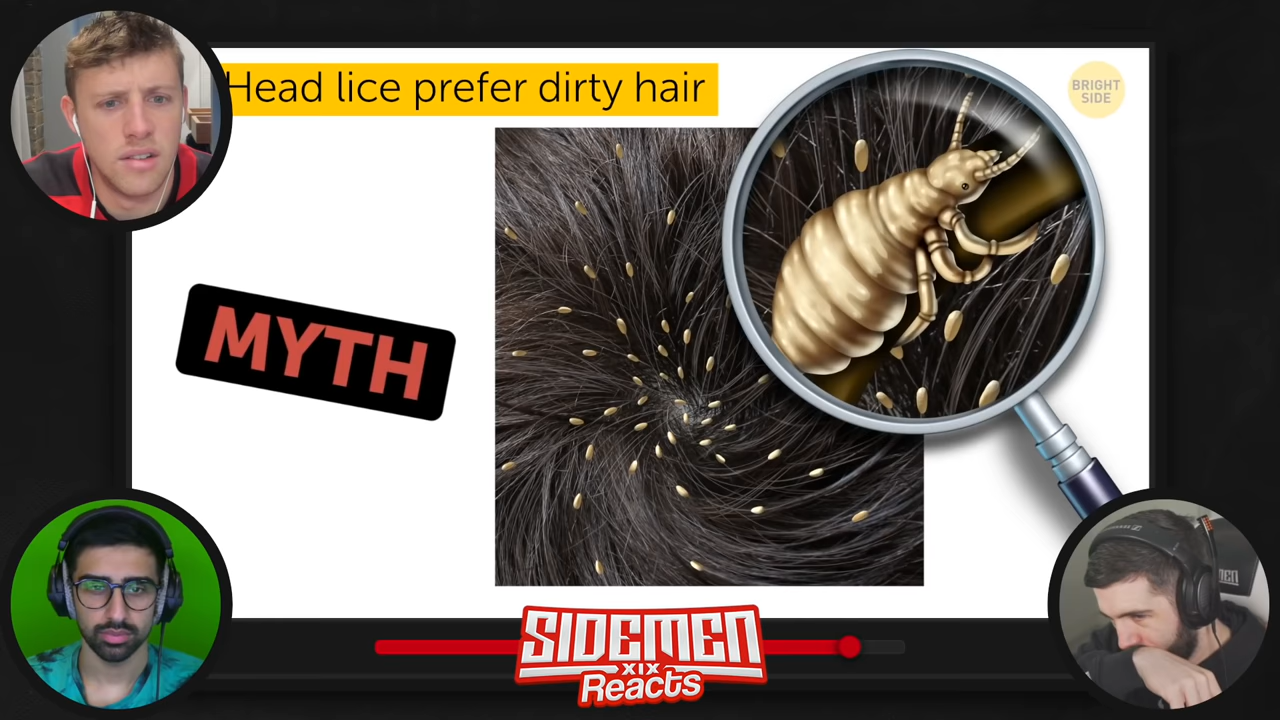 Head lice prefer dirty hair
BRIGHT
SIDE
MYTH
SIDEMEN
XIX
Reacts